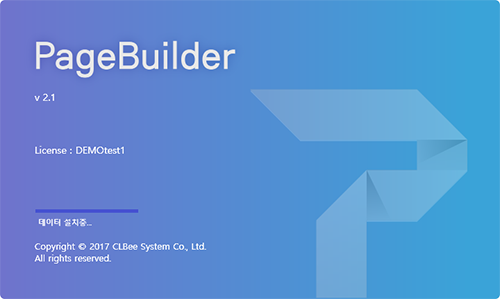 PageBuilder
v 2.1
License : DEMOtest1
데이터 설치중...
Copyright © 2017 CLBee System Co., Ltd.
All rights reserved.